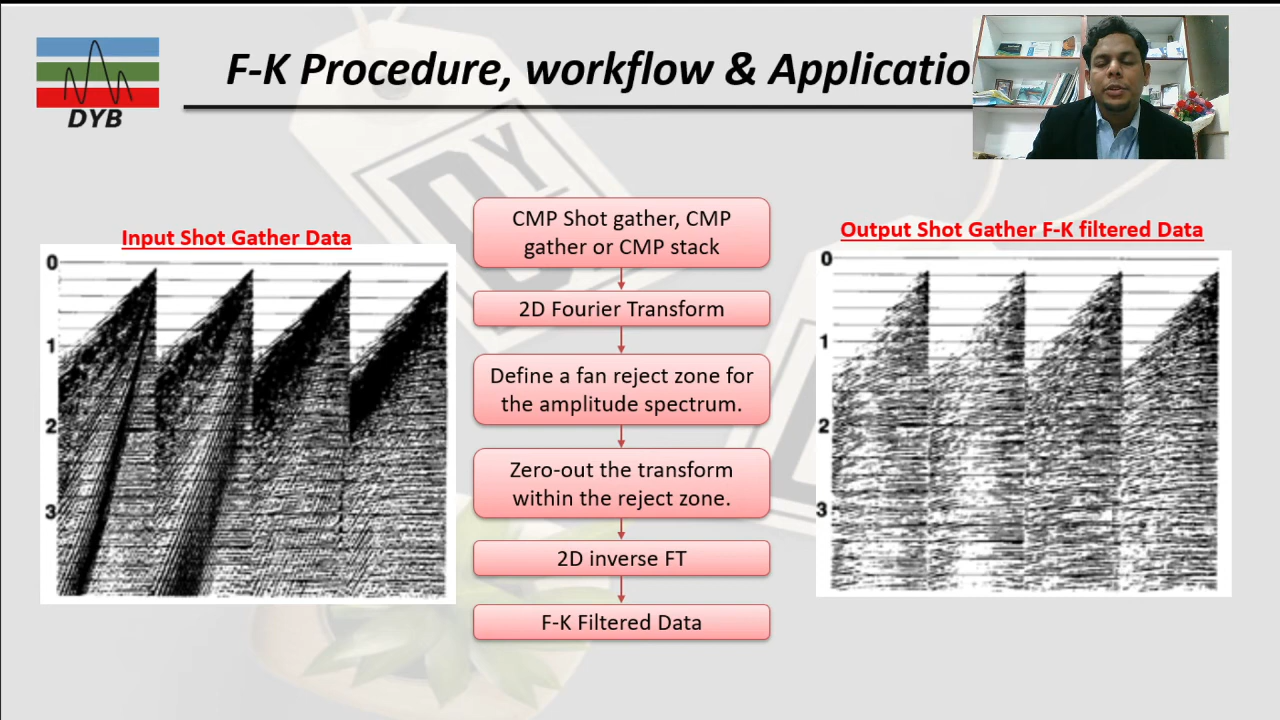 DYB
F-K Procedure, workflow & Applicatio
Input Shot Gather Data
0
1
2
3
CMP Shot gather, CMP
gather or CMP stack
2D Fourier Transform
Define a fan reject zone for
the amplitude spectrum.
Zero-out the transform
within the reject zone.
2D inverse FT
F-K Filtered Data
Output Shot Gather F-K filtered Data
0
1
2
3